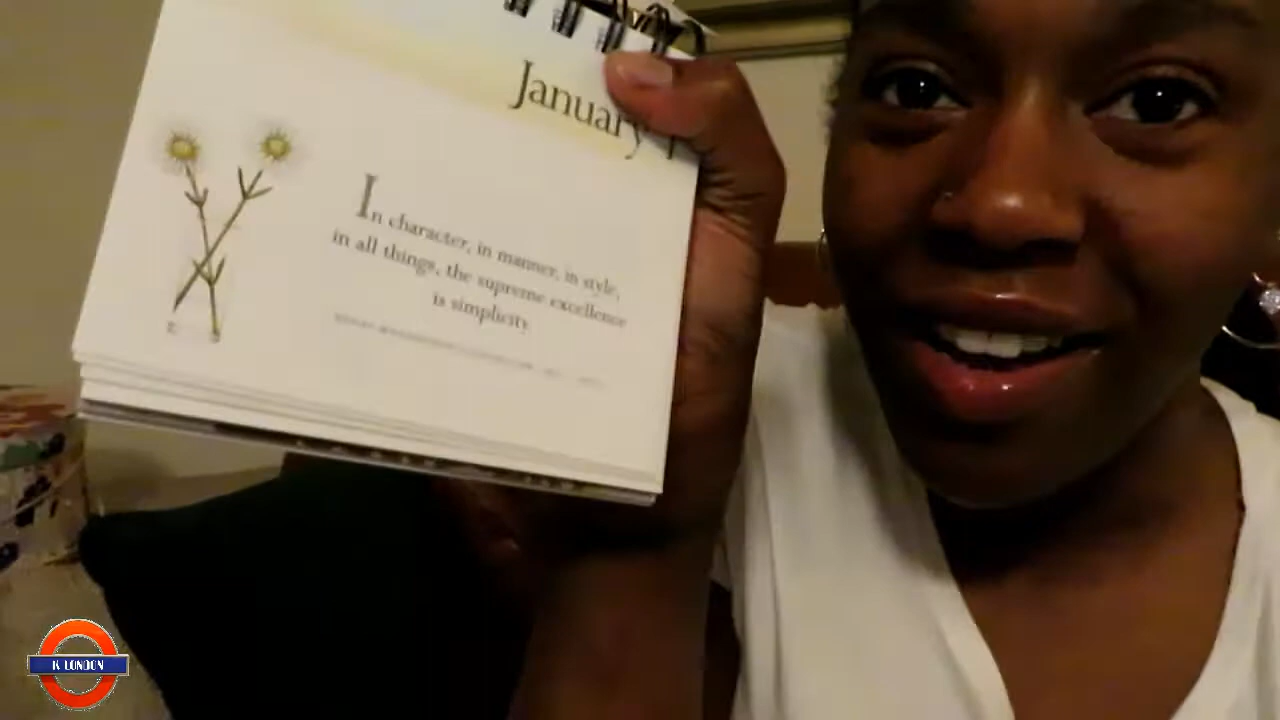 January
In character, in manner, in style,
in all things, the supreme excellence
is simplicity
K LONDON